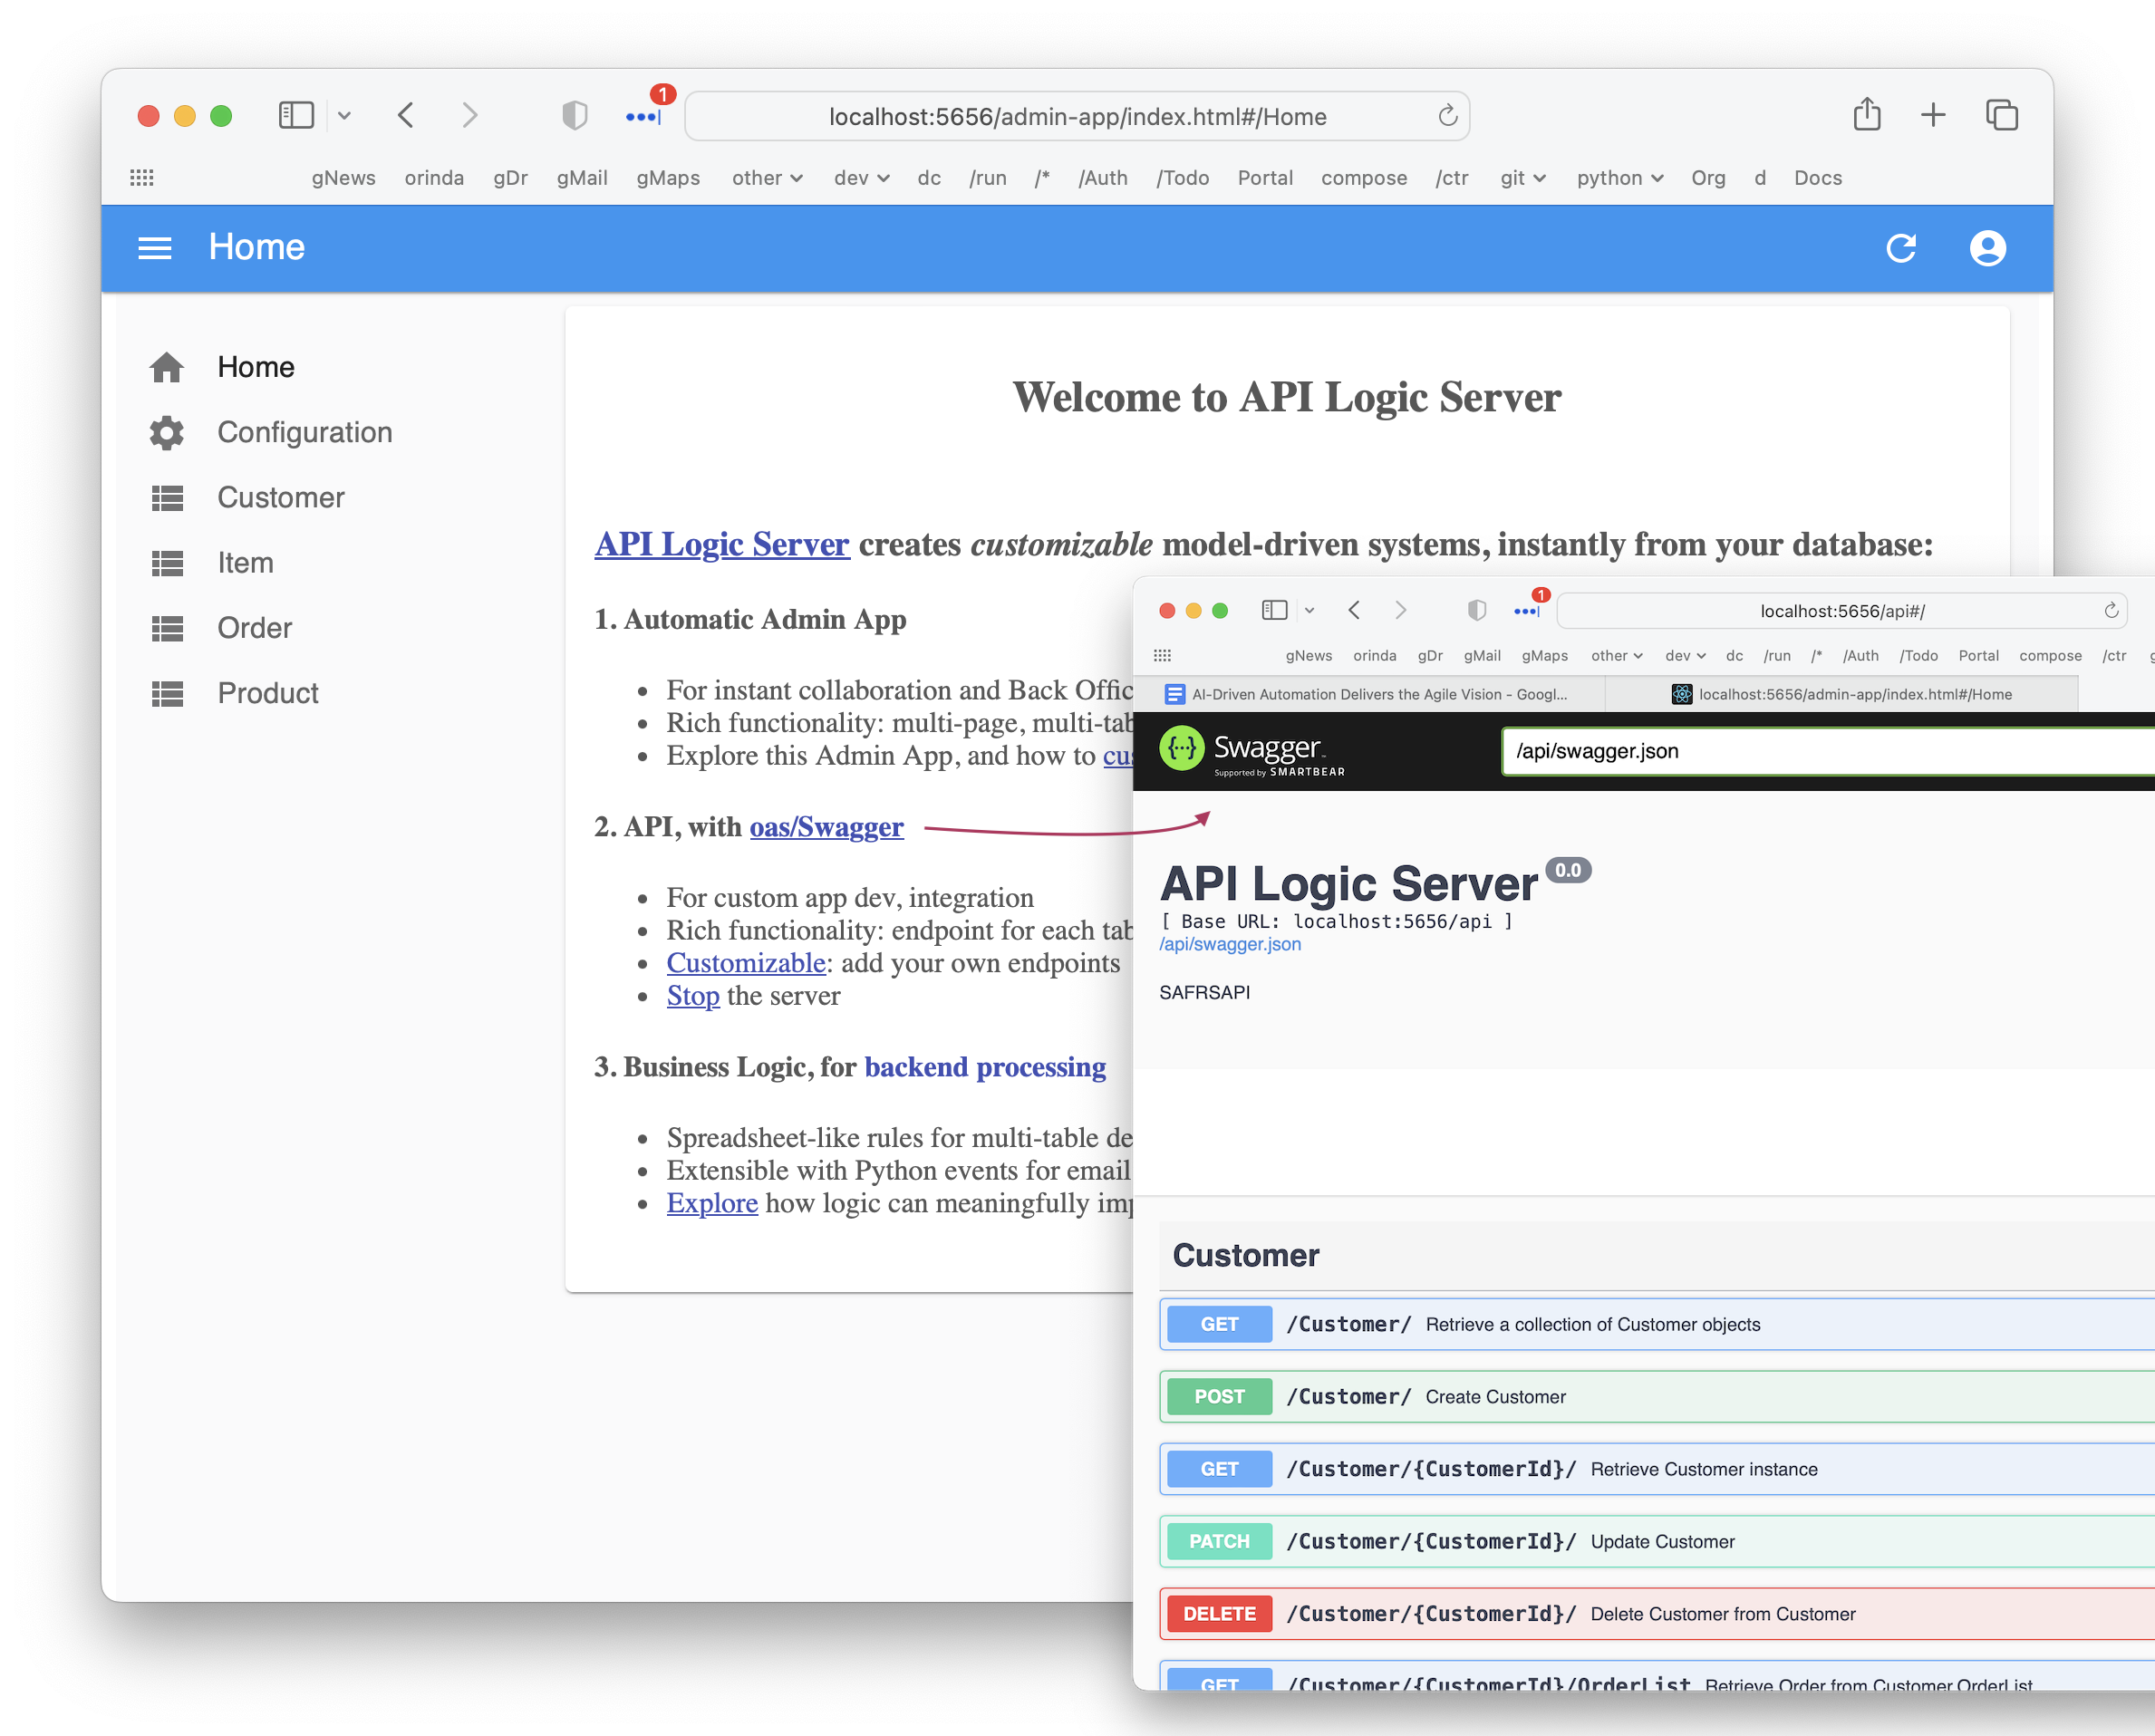 1
localhost:5656/admin-app/index.html#/Home
gNews orinda gDr gMail gMaps other dev dc /run /* /Auth /Todo Portal compose /ctr git python Org d Docs
Home
Home
Configuration
Customer
Item
Order
Product
Welcome to API Logic Server
API Logic Server creates customizable model-driven systems, instantly from your database:
1. Automatic Admin App
• For instant collaboration and Back Offic
• Rich functionality: multi-page, multi-tab
• Explore this Admin App, and how to cus
2. API, with oas/Swagger
• For custom app dev, integration
• Rich functionality: endpoint for each tab
• Customizable: add your own endpoints
• Stop the server
3. Business Logic, for backend processing
• Spreadsheet-like rules for multi-table de
• Extensible with Python events for email
• Explore how logic can meaningfully imp
1
localhost:5656/api#/
gNews orinda gDr gMail gMaps other dev dc /run /* /Auth /Todo Portal compose /ctr
AI-Driven Automation Delivers the Agile Vision - Googl...
localhost:5656/admin-app/index.html#/Home
{...} Swagger
Supported by SMARTBEAR
/api/swagger.json
API Logic Server 0.0
[ Base URL: localhost:5656/api ]
/api/swagger.json
SAFRSAPI
Customer
GET /Customer/ Retrieve a collection of Customer objects
POST /Customer/ Create Customer
GET /Customer/{CustomerId}/ Retrieve Customer instance
PATCH /Customer/{CustomerId}/ Update Customer
DELETE /Customer/{CustomerId}/ Delete Customer from Customer
GET /Customer/{CustomerId}/OrderList Retrieve Order from Customer.OrderList